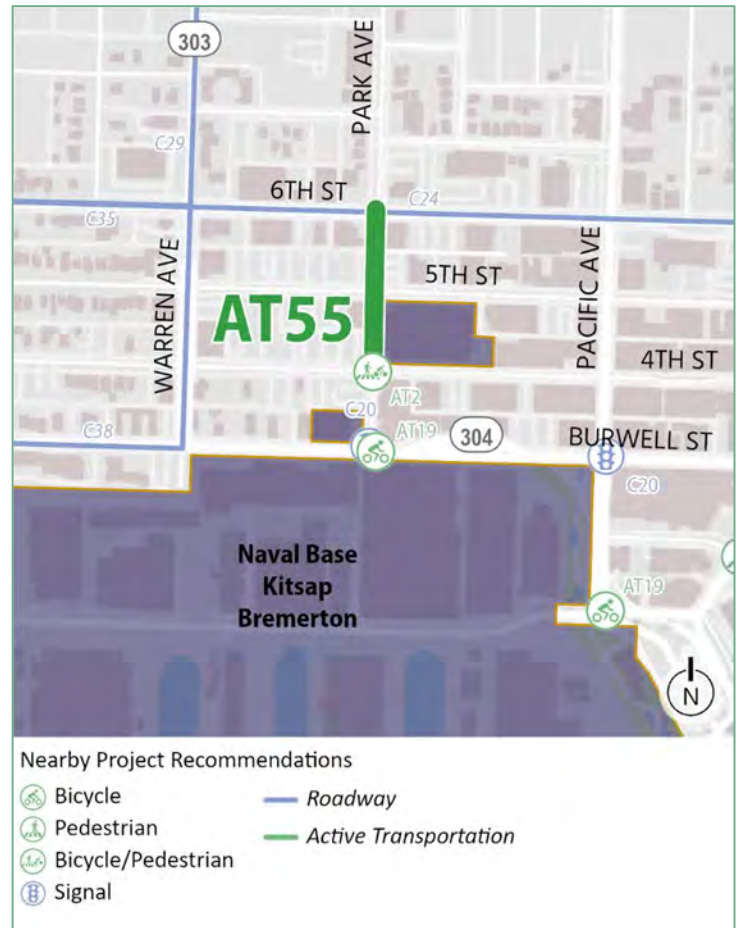 303
PARK AVE
C29
6TH ST
C24
C35
WARREN AVE
5TH ST
PACIFIC AVE
AT55
4TH ST
AT2
C20
AT19
304
BURWELL ST
C38
C20
Naval Base
Kitsap
Bremerton
AT19
N
Nearby Project Recommendations
Bicycle
Roadway
Pedestrian
Active Transportation
Bicycle/Pedestrian
Signal